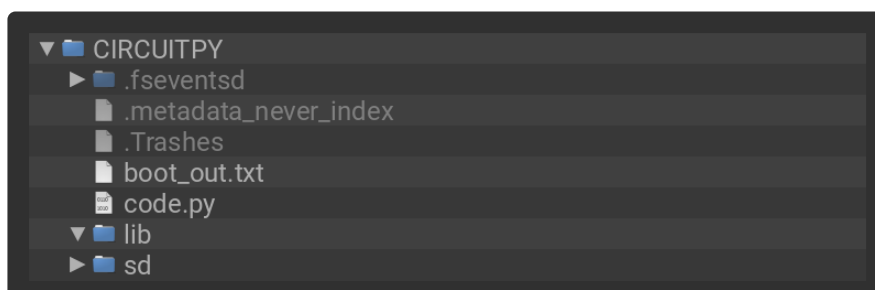 CIRCUITPY
.fseventsd
.metadata_never_index
.Trashes
boot_out.txt
code.py
lib
sd